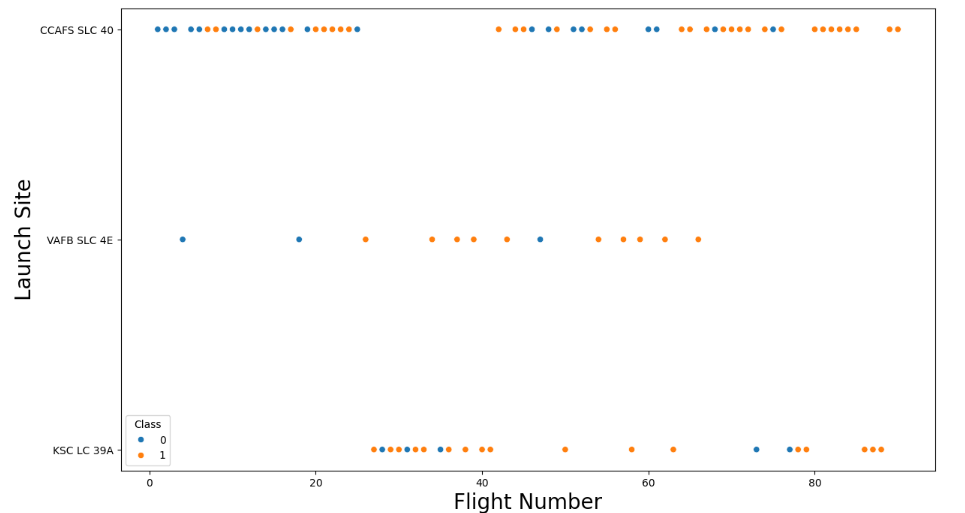 CCAFS SLC 40
VAFB SLC 4E
KSC LC 39A
Launch Site
Class
0
1
0
20
40
60
80
Flight Number